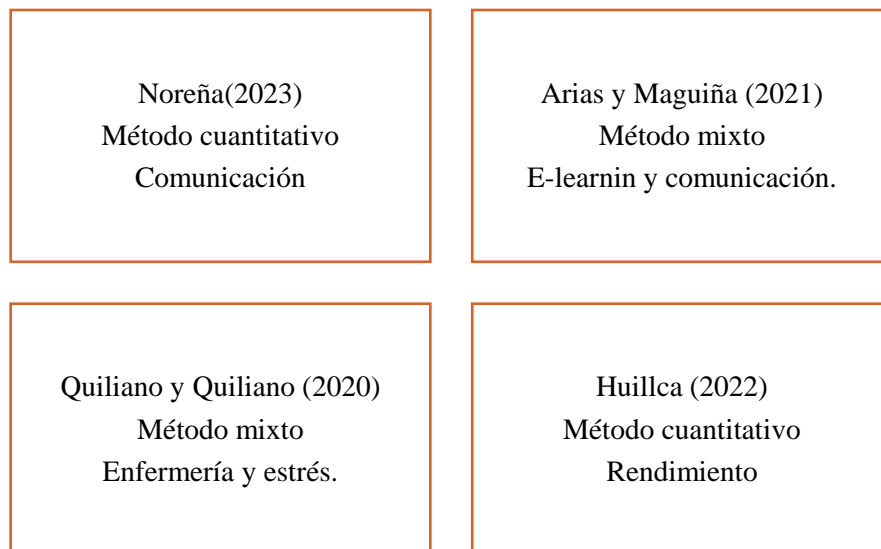 Noreña(2023)
Método cuantitativo
Comunicación
Arias y Maguiña (2021)
Método mixto
E-learnin y comunicación.
Quiliano y Quiliano (2020)
Método mixto
Enfermería y estrés.
Huillca (2022)
Método cuantitativo
Rendimiento